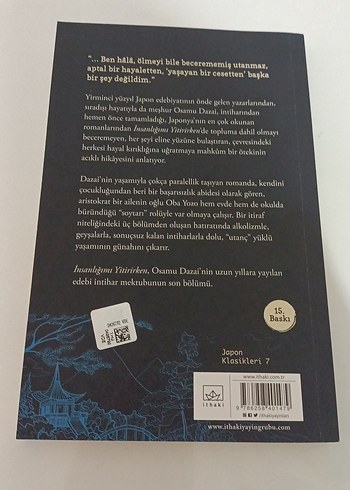 “... Ben hâlâ, ölmeyi bile becerememiş utanmaz,
aptal bir hayaletten, ‘yaşayan bir cesetten’ başka
bir şey değildim.”
Yirminci yüzyıl Japon edebiyatının önde gelen yazarlarından,
sıradışı hayatıyla da meşhur Osamu Dazai, intiharından
hemen önce tamamladığı, Japonya'nın en çok okunan
romanlarından İnsanlığımı Yitirirken'de topluma dahil olmayı
beceremeyen, her şeyi eline yüzüne bulaştıran, çevresindeki
herkesi hayal kırıklığına uğratmaya mahkûm bir ötekinin
acıklı hikâyesini anlatıyor.
Dazai'nin yaşamıyla çokça paralellik taşıyan romanda, kendini
çocukluğundan beri bir başarısızlık abidesi olarak gören,
aristokrat bir ailenin oğlu Oba Yozo hem evde hem de okulda
büründüğü “soytarı” rolüyle var olmaya çalışır. Bir itiraf
niteliğindeki üç bölümden oluşan hatıratında alkolizmle,
geyşalarla, sonuçsuz kalan intiharlarla dolu, “utanç” yüklü
yaşamının günahını çıkarır.
İnsanlığımı Yitirirken, Osamu Dazai'nin uzun yıllara yayılan
edebi intihar mektubunun son bölümü.
15.
Baskı
Japon
Klasikleri 7
ithaki
www.ithaki.com.tr
9 786256 401478
/ithakiyayinlari
www.ithakiyayingrubu.com